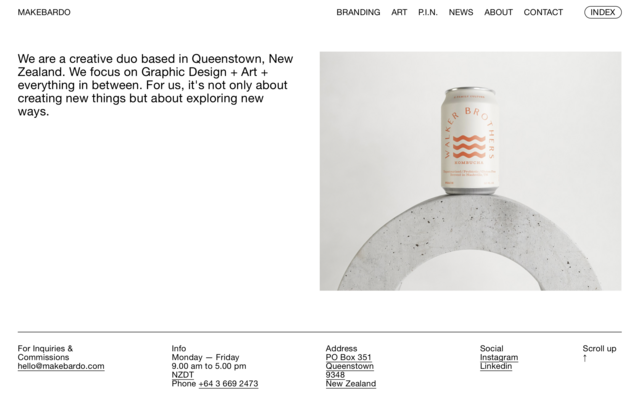 MAKEBARDO
BRANDING ART P.I.N. NEWS ABOUT CONTACT INDEX
We are a creative duo based in Queenstown, New
Zealand. We focus on Graphic Design + Art +
everything in between. For us, it's not only about
creating new things but about exploring new
ways.
WALKER BROTHERS
KOMBUCHA
For Inquiries &
Commissions
hello@makebardo.com
Info
Monday — Friday
9.00 am to 5.00 pm
NZDT
Phone +64 3 669 2473
Address
PO Box 351
Queenstown
9348
New Zealand
Social
Instagram
Linkedin
Scroll up
↑